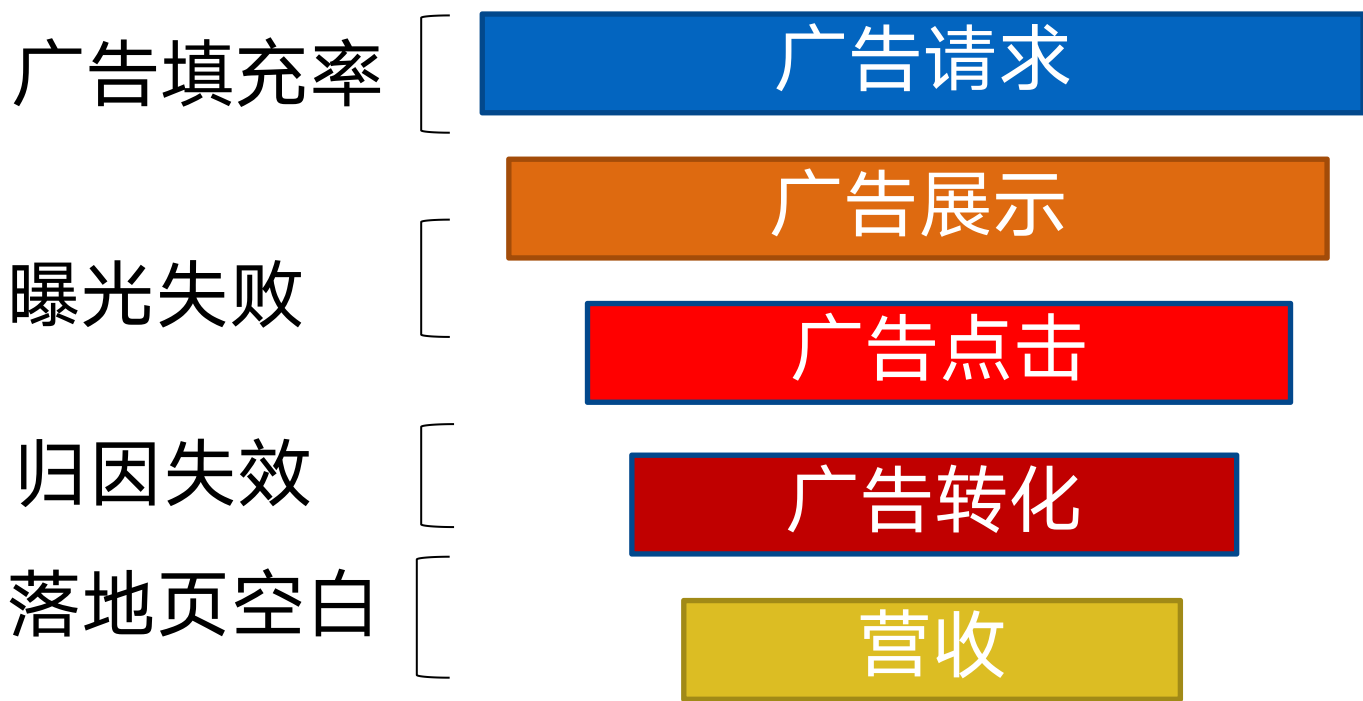 广告填充率
广告请求
广告展示
曝光失败
广告点击
归因失效
广告转化
落地页空白
营收